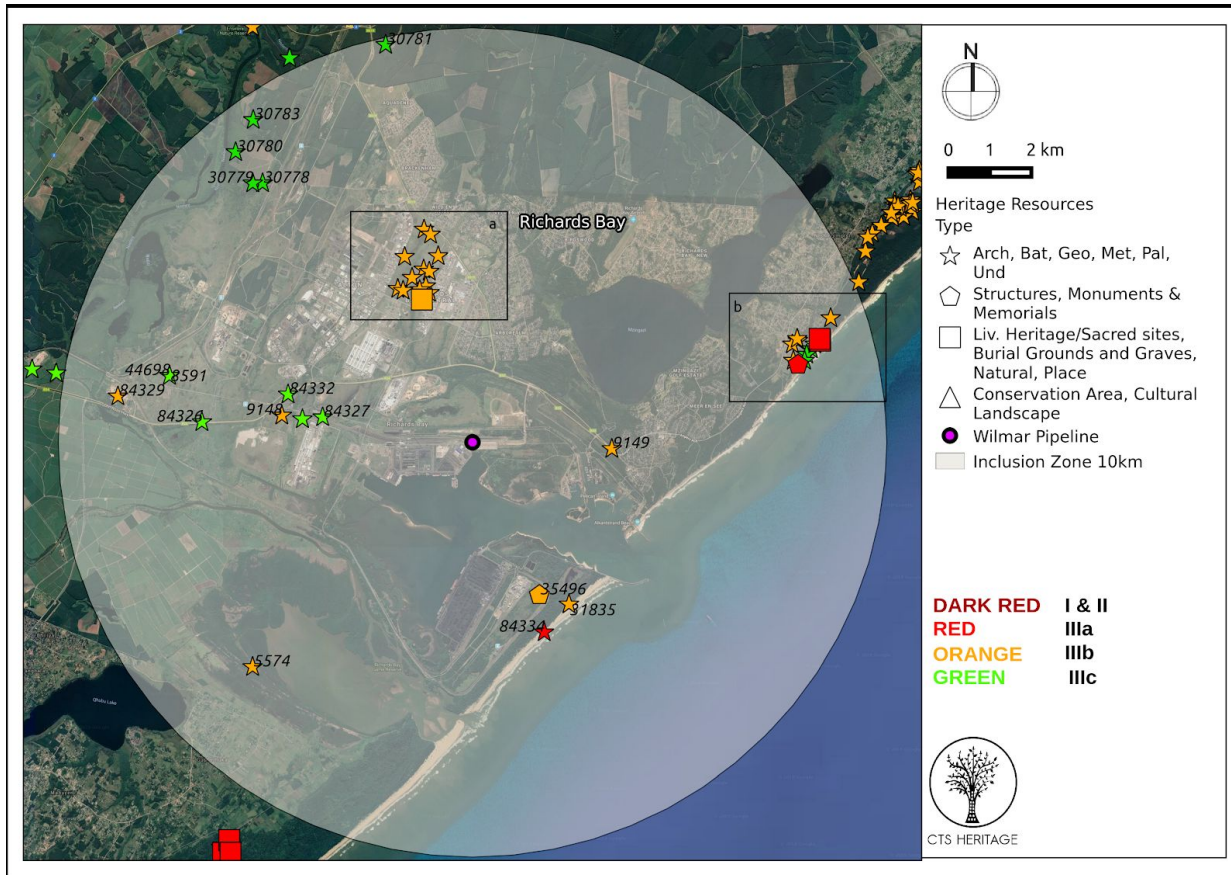 30781
30783
30780
30779 30778
a
Richards Bay
b
44698
8591
84329
84332
84326
9148
84327
Richards Bay
9149
35496
31835
84334
5574
N
0 1 2 km
Heritage Resources
Type
Arch, Bat, Geo, Met, Pal,
Und
Structures, Monuments &
Memorials
Liv. Heritage/Sacred sites,
Burial Grounds and Graves,
Natural, Place
Conservation Area, Cultural
Landscape
Wilmar Pipeline
Inclusion Zone 10km
DARK RED I & II
RED IIIa
ORANGE IIIb
GREEN IIIc
CTS HERITAGE